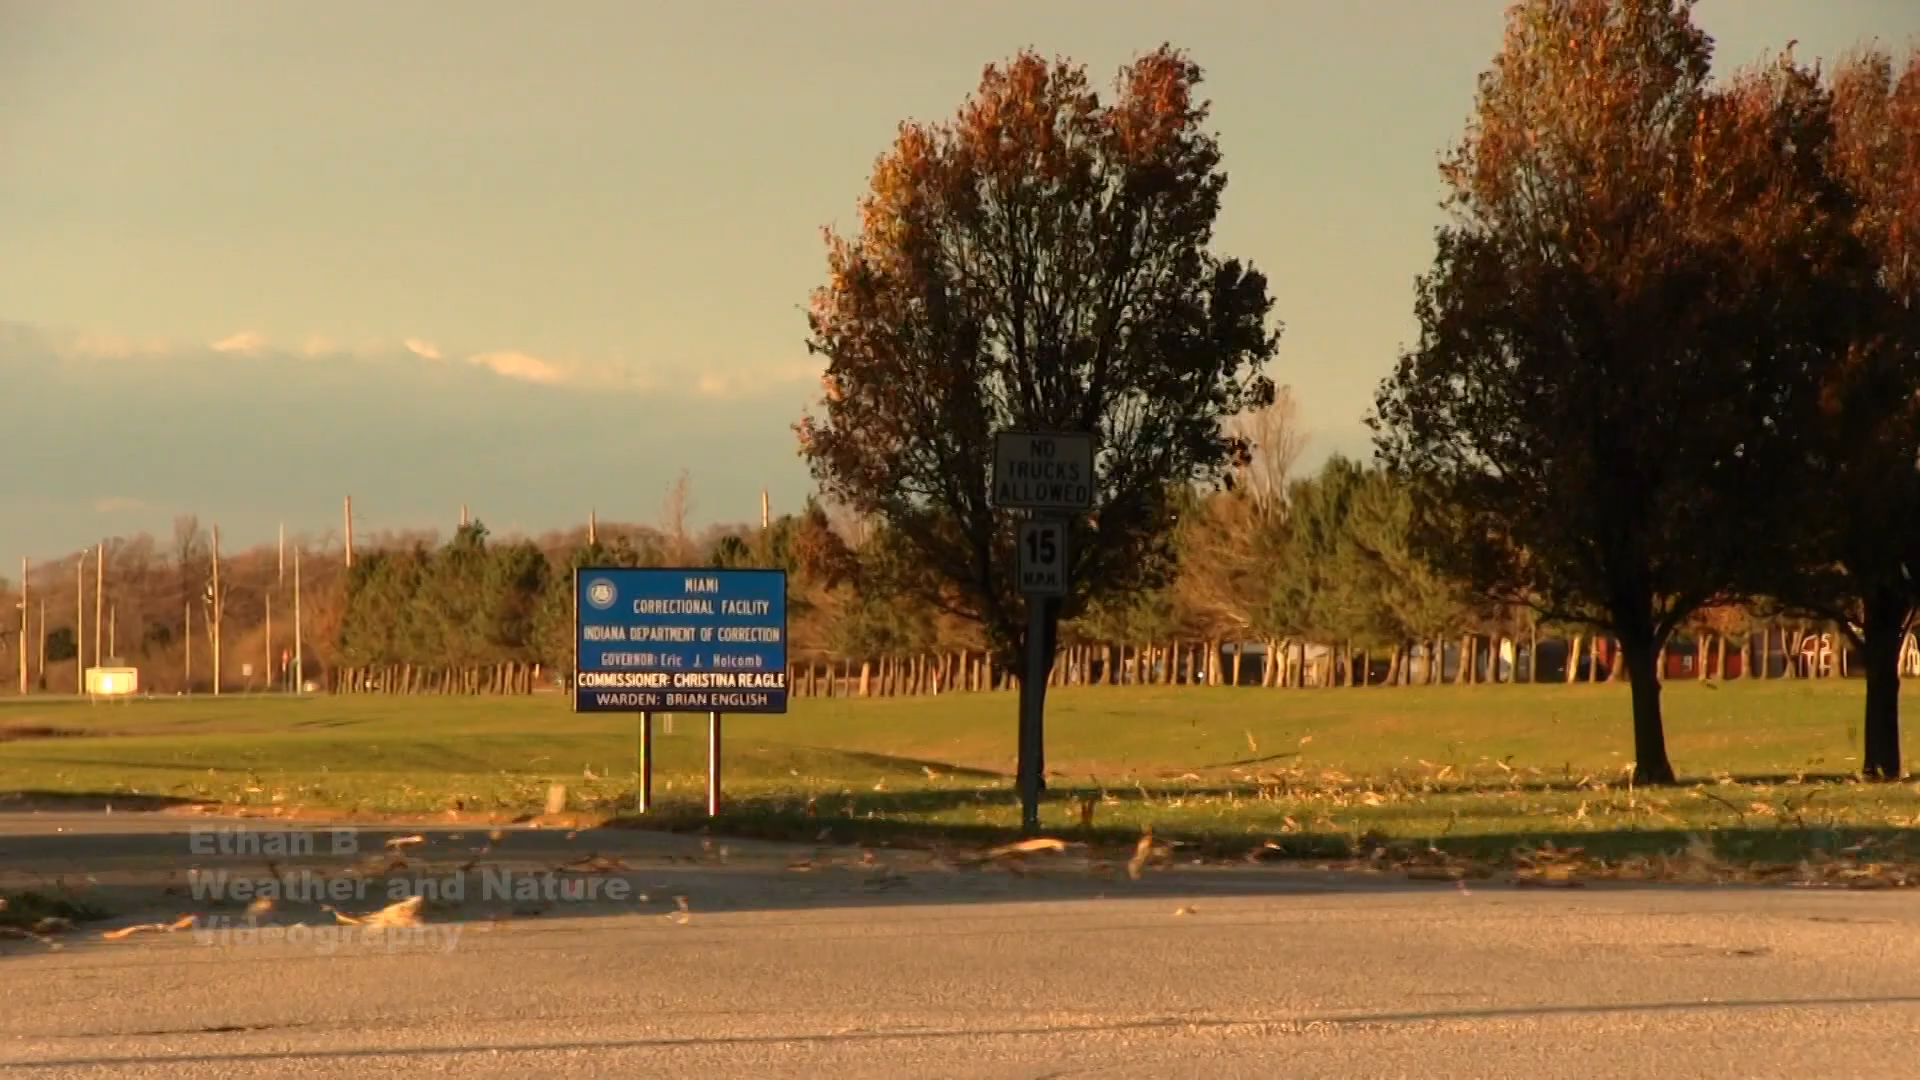 NO
TRUCKS
ALLOWED
15
M.P.H.
MIAMI
CORRECTIONAL FACILITY
INDIANA DEPARTMENT OF CORRECTION
GOVERNOR: Eric J. Holcomb
COMMISSIONER: CHRISTINA REAGLE
WARDEN: BRIAN ENGLISH
Ethan B
Weather and Nature
Videography